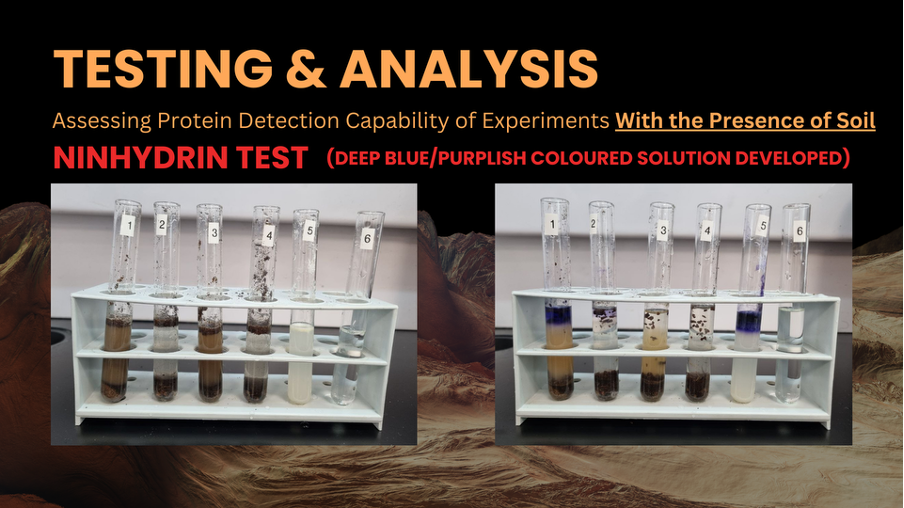 TESTING & ANALYSIS
Assessing Protein Detection Capability of Experiments With the Presence of Soil
NINHYDRIN TEST (DEEP BLUE/PURPLISH COLOURED SOLUTION DEVELOPED)
1 2 3 4 5 6
1 2 3 4 5 6